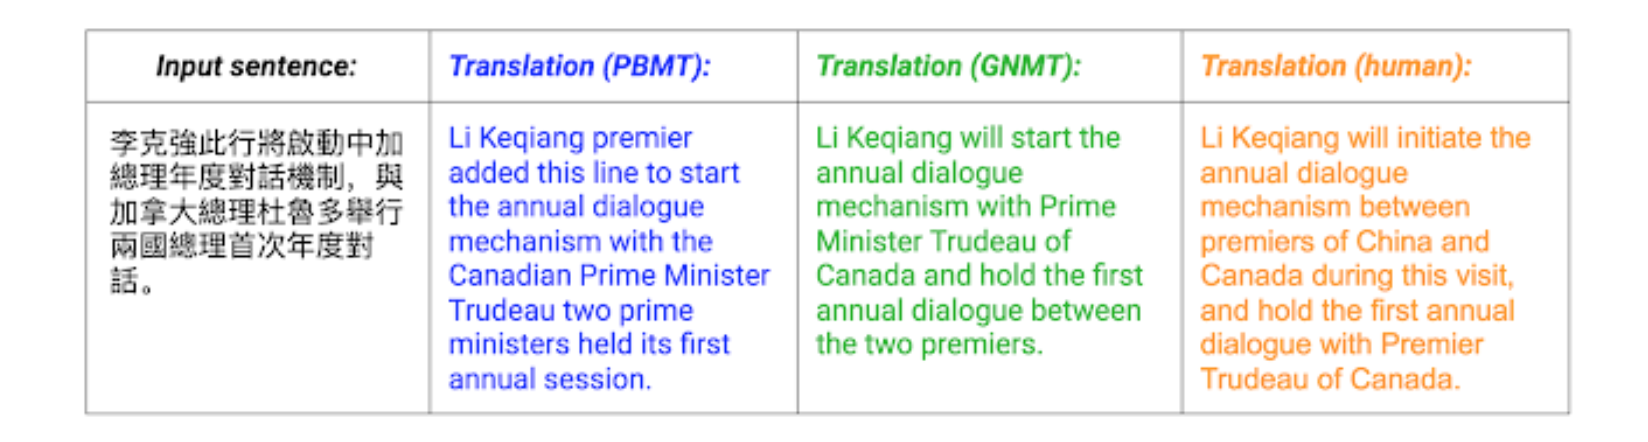 Input sentence:
Translation (PBMT):
Translation (GNMT):
Translation (human):
李克強此行將啟動中加
總理年度對話機制，與
加拿大總理杜魯多舉行
兩國總理首次年度對
話。
Li Keqiang premier
added this line to start
the annual dialogue
mechanism with the
Canadian Prime Minister
Trudeau two prime
ministers held its first
annual session.
Li Keqiang will start the
annual dialogue
mechanism with Prime
Minister Trudeau of
Canada and hold the first
annual dialogue between
the two premiers.
Li Keqiang will initiate the
annual dialogue
mechanism between
premiers of China and
Canada during this visit,
and hold the first annual
dialogue with Premier
Trudeau of Canada.